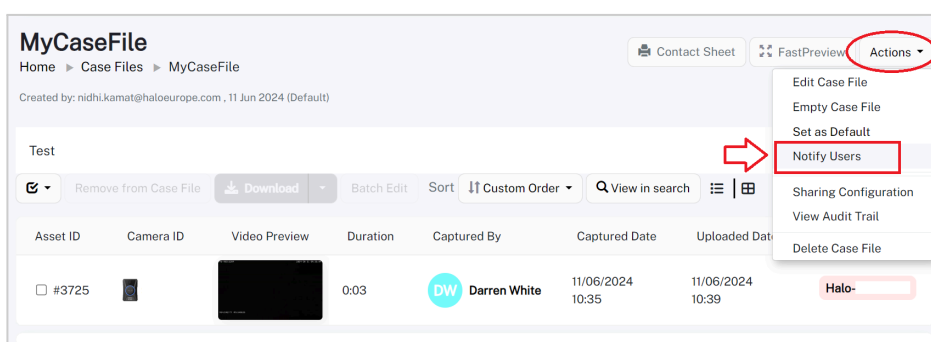 MyCaseFile
Home ▶ Case Files ▶ MyCaseFile
Contact Sheet
FastPreview
Actions
Created by: nidhi.kamat@haloeurope.com , 11 Jun 2024 (Default)
Edit Case File
Empty Case File
Set as Default
Notify Users
Sharing Configuration
View Audit Trail
Delete Case File
Test
Remove from Case File
Download
Batch Edit
Sort
Custom Order
View in search
Asset ID
Camera ID
Video Preview
Duration
Captured By
Captured Date
Uploaded Date
#3725
0:03
DW
Darren White
11/06/2024
10:35
11/06/2024
10:39
Halo-